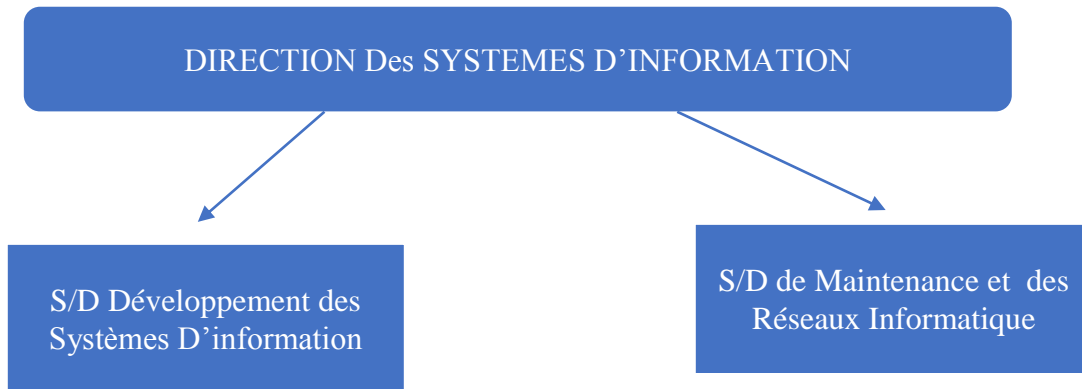 DIRECTION Des SYSTEMES D’INFORMATION
S/D Développement des
Systèmes D’information
S/D de Maintenance et des
Réseaux Informatique